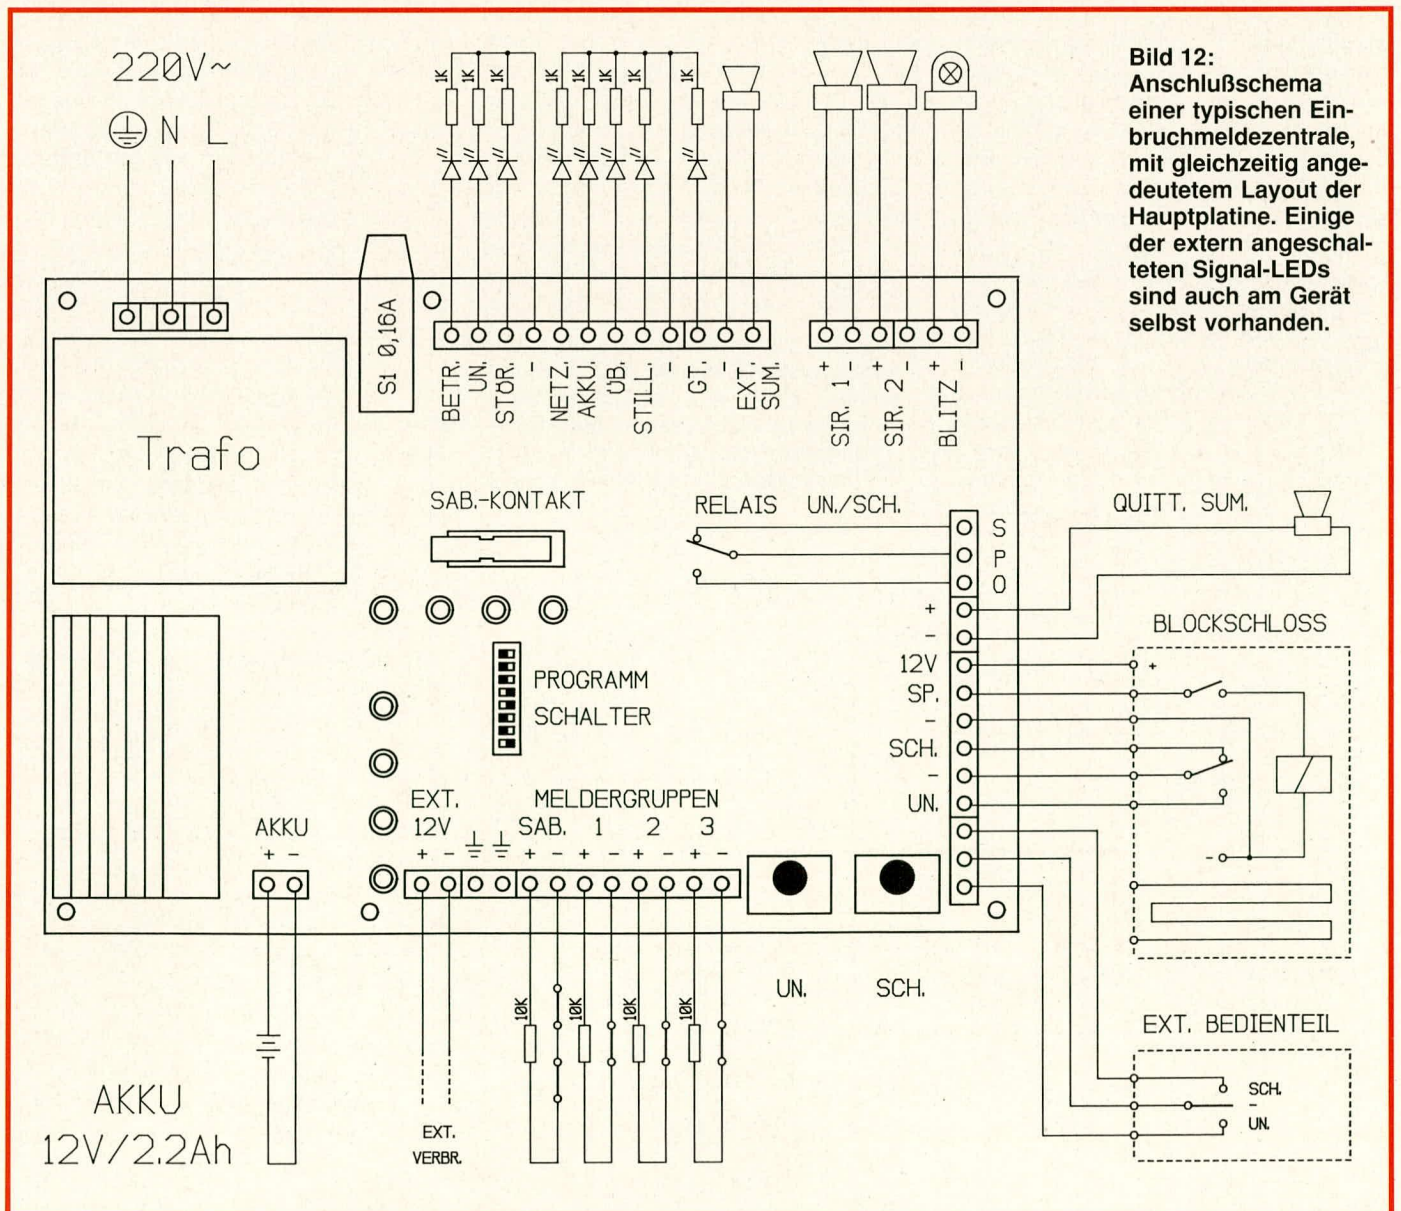 Bild 12:
Anschlußschema
einer typischen Ein-
bruchmeldezentrale,
mit gleichzeitig ange-
deutetem Layout der
Hauptplatine. Einige
der extern angeschal-
teten Signal-LEDs
sind auch am Gerät
selbst vorhanden.
220V~
N L
1K 1K 1K 1K 1K 1K 1K 1K
SI 0,16A
BETR.
UN.
STÖR.
-
NETZ.
AKKU.
ÜB.
STILL.
-
GT.
-
EXT.
SUM.
+ - + - + -
SIR. 1
SIR. 2
BLITZ
Trafo
SAB.-KONTAKT
RELAIS UN./SCH.
S
P
O
QUITT. SUM.
+
-
BLOCKSCHLOSS
12V
+
SP.
-
SCH.
-
UN.
-
PROGRAMM
SCHALTER
AKKU
+ -
EXT.
12V
+ -
MELDERGRUPPEN
SAB. 1 2 3
+ - + - + - + -
UN. SCH.
10K 10K 10K 10K
EXT. BEDIENTEIL
SCH.
-
UN.
AKKU
12V/2.2Ah
EXT.
VERBR.